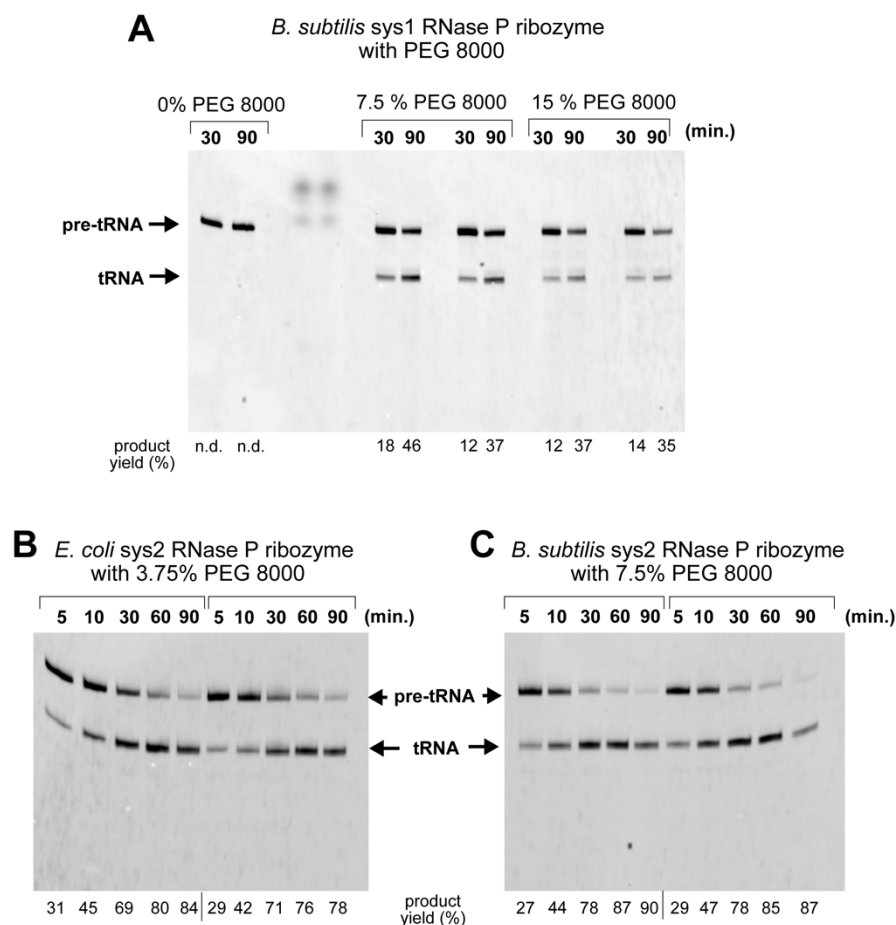 A
B. subtilis sys1 RNase P ribozyme
with PEG 8000
0% PEG 8000 7.5 % PEG 8000 15 % PEG 8000
30 90 30 90 30 90 30 90 30 90 (min.)
pre-tRNA
tRNA
product
yield (%)
n.d. n.d. 18 46 12 37 12 37 14 35
B E. coli sys2 RNase P ribozyme
with 3.75% PEG 8000
5 10 30 60 90 5 10 30 60 90 (min.)
C B. subtilis sys2 RNase P ribozyme
with 7.5% PEG 8000
5 10 30 60 90 5 10 30 60 90 (min.)
pre-tRNA
tRNA
31 45 69 80 84 29 42 71 76 78
product
yield (%)
27 44 78 87 90 29 47 78 85 87